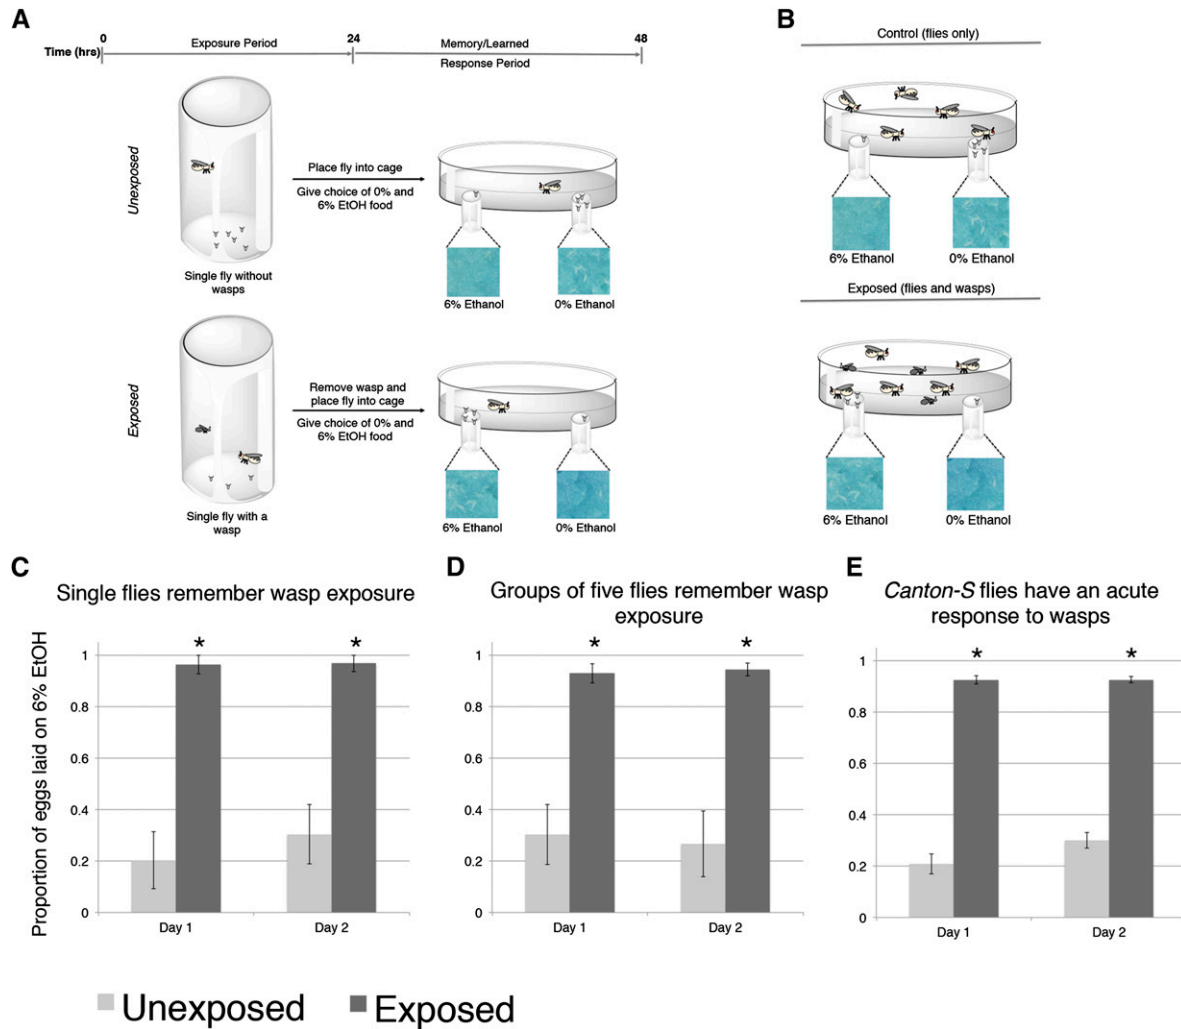 A
Time (hrs)
0
Exposure Period
24
Memory/Learned
Response Period
48
Unexposed
Single fly without
wasps
Place fly into cage
Give choice of 0% and
6% EtOH food
6% Ethanol
0% Ethanol
Exposed
Single fly with a
wasp
Remove wasp and
place fly into cage
Give choice of 0% and
6% EtOH food
6% Ethanol
0% Ethanol
B
Control (flies only)
6% Ethanol
0% Ethanol
Exposed (flies and wasps)
6% Ethanol
0% Ethanol
C
Single flies remember wasp exposure
Proportion of eggs laid on 6% EtOH
1
0.8
0.6
0.4
0.2
0
*
*
Day 1
Day 2
D
Groups of five flies remember wasp
exposure
1
0.8
0.6
0.4
0.2
0
*
*
Day 1
Day 2
E
Canton-S flies have an acute
response to wasps
1
0.8
0.6
0.4
0.2
0
*
*
Day 1
Day 2
Unexposed
Exposed